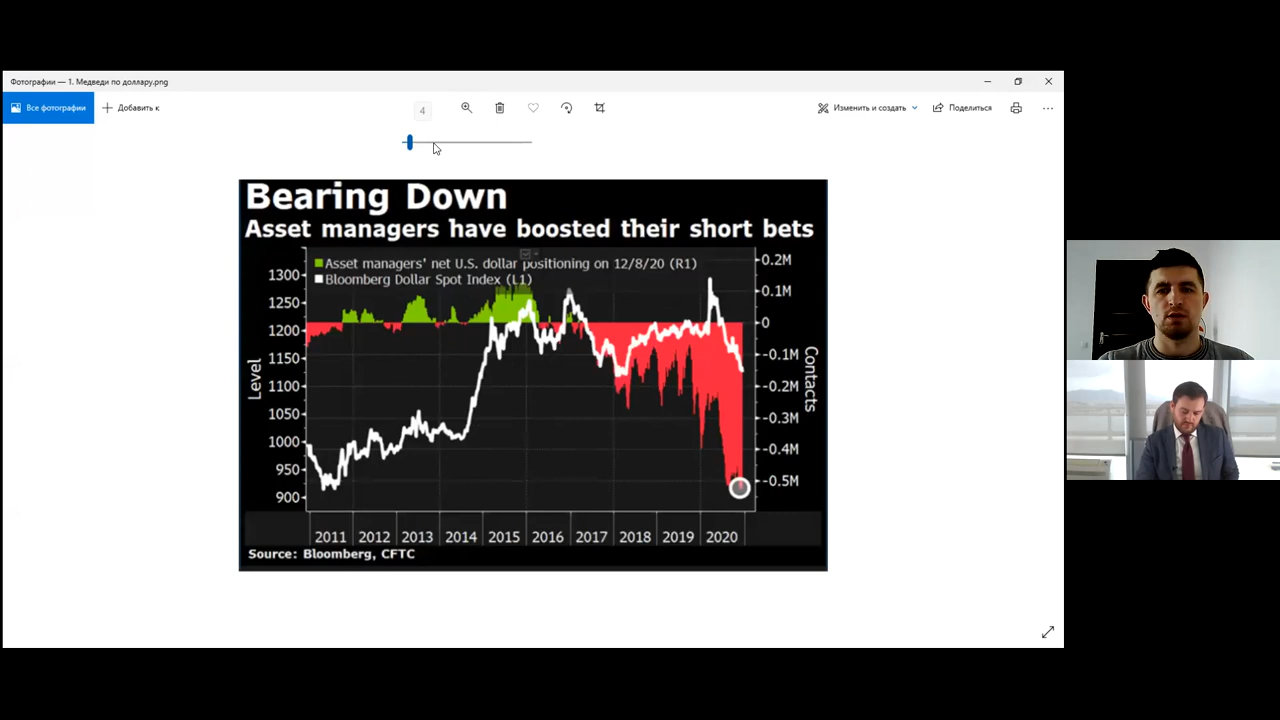 Фотографии — 1. Медведи по доллару.png
Все фотографии
Добавить к
4
Изменить и создать
Поделиться
Bearing Down
Asset managers have boosted their short bets
Asset managers' net U.S. dollar positioning on 12/8/20 (R1)
Bloomberg Dollar Spot Index (L1)
1300
1250
1200
1150
1100
1050
1000
950
900
Level
0.2M
0.1M
0
-0.1M
-0.2M
-0.3M
-0.4M
-0.5M
Contacts
2011 2012 2013 2014 2015 2016 2017 2018 2019 2020
Source: Bloomberg, CFTC